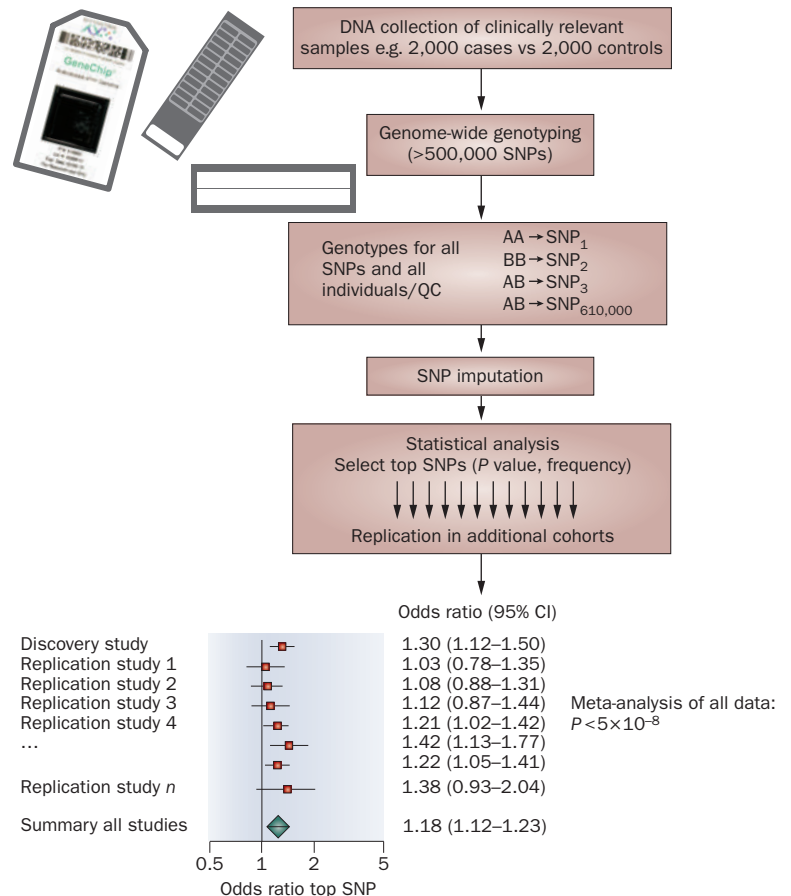 GeneChip
DNA collection of clinically relevant
samples e.g. 2,000 cases vs 2,000 controls
Genome-wide genotyping
(>500,000 SNPs)
Genotypes for all
SNPs and all
individuals/QC
AA → SNP1
BB → SNP2
AB → SNP3
AB → SNP610,000
SNP imputation
Statistical analysis
Select top SNPs (P value, frequency)
Replication in additional cohorts
Odds ratio (95% CI)
Discovery study 1.30 (1.12–1.50)
Replication study 1 1.03 (0.78–1.35)
Replication study 2 1.08 (0.88–1.31)
Replication study 3 1.12 (0.87–1.44)
Replication study 4 1.21 (1.02–1.42)
... 1.42 (1.13–1.77)
1.22 (1.05–1.41)
Replication study n 1.38 (0.93–2.04)
Summary all studies 1.18 (1.12–1.23)
Meta-analysis of all data:
P<5×10–8
0.5 1 2 5
Odds ratio top SNP